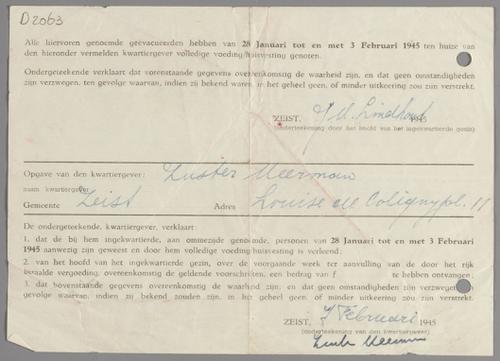 D2063
Alle hiervoren genoemde geëvacueerden hebben van 28 Januari tot en met 3 Februari 1945 ten huize van
den hieronder vermelden kwartiergever volledige voeding/huisvesting genoten.
Ondergeteekende verklaart dat vorenstaande gegevens overeenkomstig de waarheid zijn, en dat geen omstandigheden
zijn verzwegen, ten gevolge waarvan, indien zij bekend waren, in het geheel geen, of minder uitkeering zou zijn verstrekt.
ZEIST, 1945
(onderteekening door het hoofd van het ingekwartierde gezin)
Opgave van den kwartiergever: Zuster Meerman
naam kwartiergever
Gemeente Zeist Adres Louise de Colignypl. 11
De ondergeteekende, kwartiergever, verklaart:
1. dat de bij hem ingekwartierde, aan ommezijde genoemde, personen van 28 Januari tot en met 3 Februari
1945 aanwezig zijn geweest en door hem volledige voeding/huisvesting is verleend;
2. van het hoofd van het ingekwartierde gezin, over de voorgaande week ter aanvulling van de door het rijk
betaalde vergoeding, overeenkomstig de geldende voorschriften, een bedrag van f te hebben ontvangen;
3. dat bovenstaande gegevens overeenkomstig de waarheid zijn, en dat geen omstandigheden zijn verzwegen
gevolge waarvan, indien zij bekend zouden zijn, in het geheel geen, of minder uitkeering zou zijn verstrekt.
ZEIST, 7 Februari 1945
(onderteekening van den kwartiergever)
Meerman